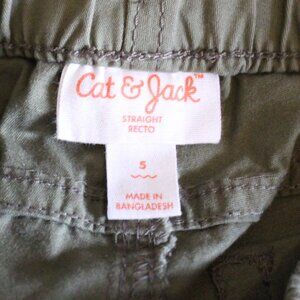 Cat & Jack™
STRAIGHT
RECTO
5
MADE IN
BANGLADESH